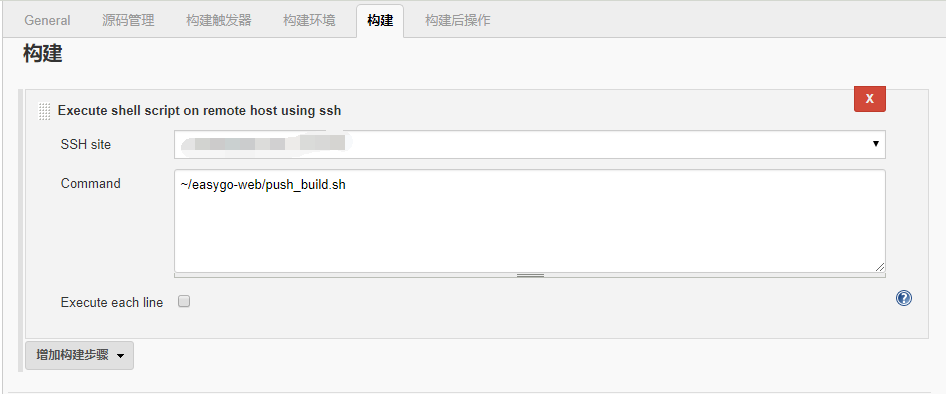 General 源码管理 构建触发器 构建环境 构建 构建后操作
构建
X
Execute shell script on remote host using ssh
SSH site
Command ~/easygo-web/push_build.sh
Execute each line
?
增加构建步骤